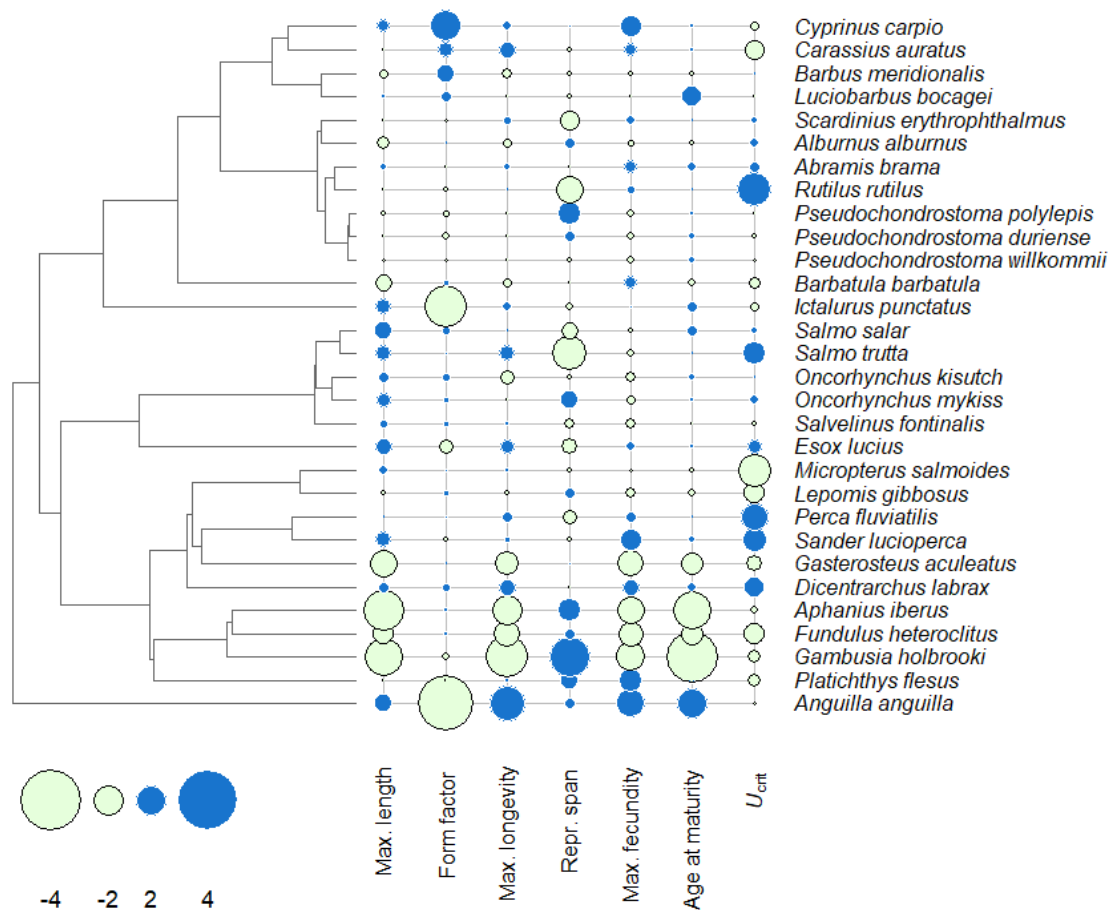 Cyprinus carpio
Carassius auratus
Barbus meridionalis
Luciobarbus bocagei
Scardinius erythrophthalmus
Alburnus alburnus
Abramis brama
Rutilus rutilus
Pseudochondrostoma polylepis
Pseudochondrostoma duriense
Pseudochondrostoma willkommii
Barbatula barbatula
Ictalurus punctatus
Salmo salar
Salmo trutta
Oncorhynchus kisutch
Oncorhynchus mykiss
Salvelinus fontinalis
Esox lucius
Micropterus salmoides
Lepomis gibbosus
Perca fluviatilis
Sander lucioperca
Gasterosteus aculeatus
Dicentrarchus labrax
Aphanius iberus
Fundulus heteroclitus
Gambusia holbrooki
Platichthys flesus
Anguilla anguilla
Max. length
Form factor
Max. longevity
Repr. span
Max. fecundity
Age at maturity
Ucrit
-4 -2 2 4